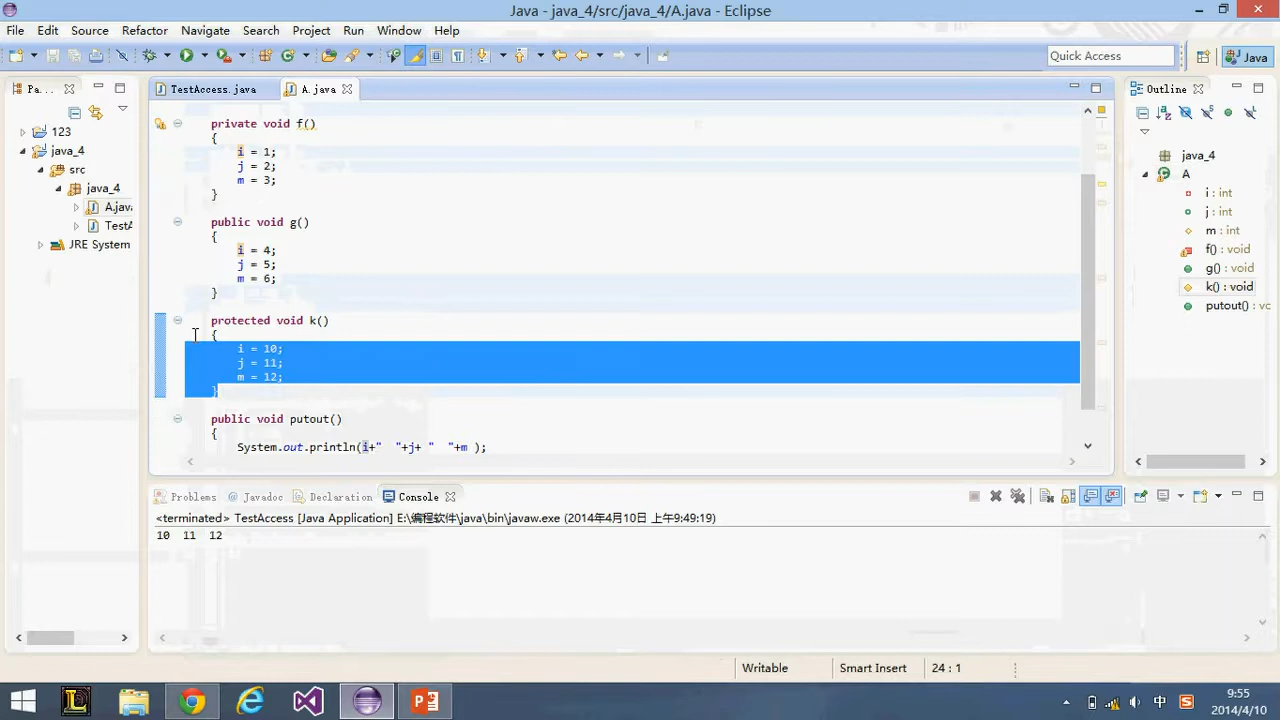 Java - java_4/src/java_4/A.java - Eclipse
File Edit Source Refactor Navigate Search Project Run Window Help
Quick Access
Java
Pa...
TestAccess.java
A.java
Outline
123
java_4
src
java_4
A.java
TestA
JRE System
private void f()
{
i = 1;
j = 2;
m = 3;
}
public void g()
{
i = 4;
j = 5;
m = 6;
}
protected void k()
{
i = 10;
j = 11;
m = 12;
}
public void putout()
{
System.out.println(i+"  "+j+ "  "+m );
java_4
A
i : int
j : int
m : int
f() : void
g() : void
k() : void
putout() : vo
Problems
Javadoc
Declaration
Console
<terminated> TestAccess [Java Application] E:\编程软件\java\bin\javaw.exe (2014年4月10日 上午9:49:19)
10  11  12
Writable
Smart Insert
24 : 1
中
9:55
2014/4/10